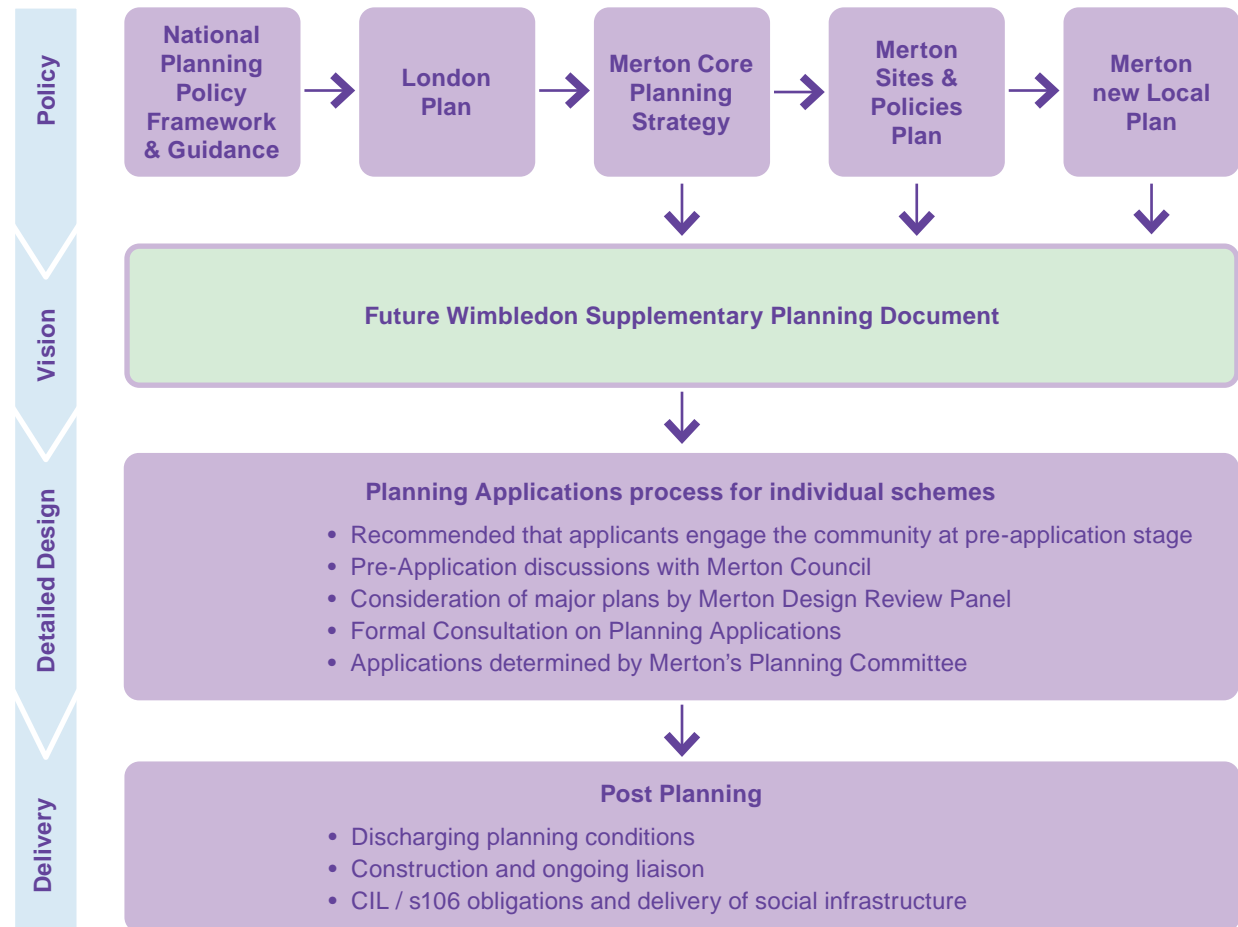 Policy
National
Planning
Policy
Framework
& Guidance
London
Plan
Merton Core
Planning
Strategy
Merton
Sites &
Policies
Plan
Merton
new Local
Plan
Vision
Future Wimbledon Supplementary Planning Document
Detailed Design
Planning Applications process for individual schemes
• Recommended that applicants engage the community at pre-application stage
• Pre-Application discussions with Merton Council
• Consideration of major plans by Merton Design Review Panel
• Formal Consultation on Planning Applications
• Applications determined by Merton’s Planning Committee
Delivery
Post Planning
• Discharging planning conditions
• Construction and ongoing liaison
• CIL / s106 obligations and delivery of social infrastructure